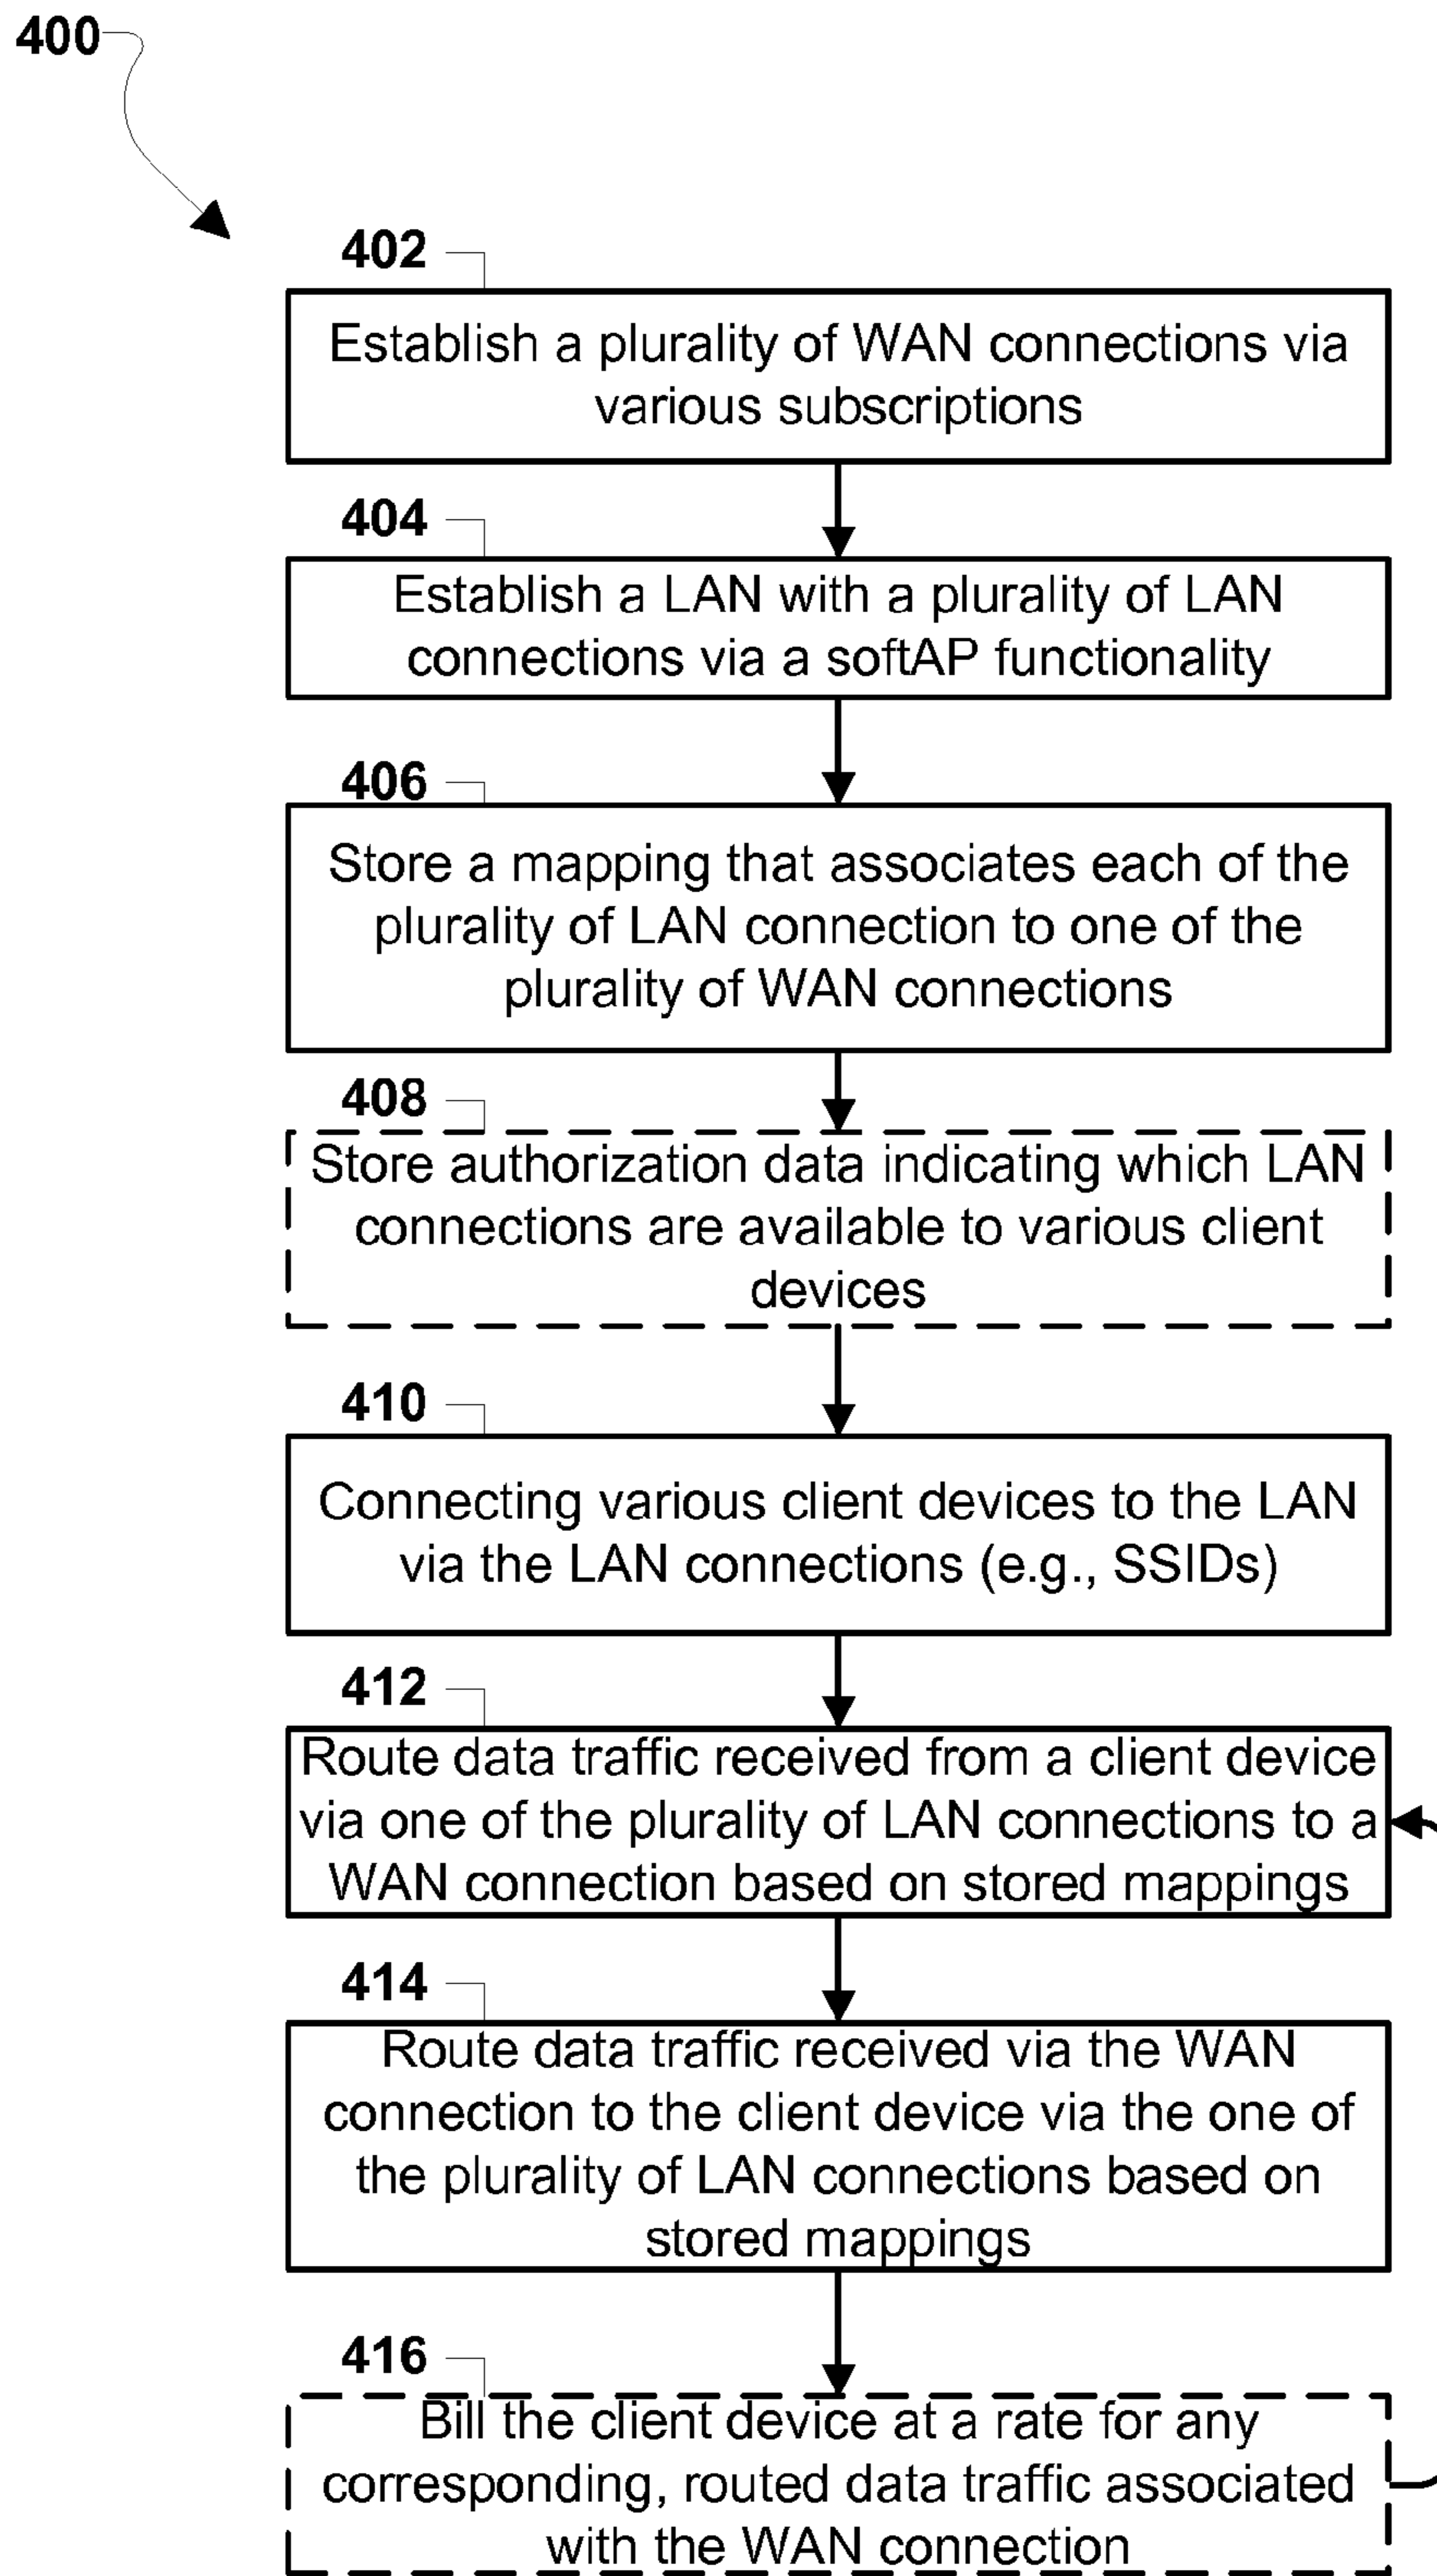 400
402
Establish a plurality of WAN connections via
various subscriptions
404
Establish a LAN with a plurality of LAN
connections via a softAP functionality
406
Store a mapping that associates each of the
plurality of LAN connection to one of the
plurality of WAN connections
408
Store authorization data indicating which LAN
connections are available to various client
devices
410
Connecting various client devices to the LAN
via the LAN connections (e.g., SSIDs)
412
Route data traffic received from a client device
via one of the plurality of LAN connections to a
WAN connection based on stored mappings
414
Route data traffic received via the WAN
connection to the client device via the one of
the plurality of LAN connections based on
stored mappings
416
Bill the client device at a rate for any
corresponding, routed data traffic associated
with the WAN connection